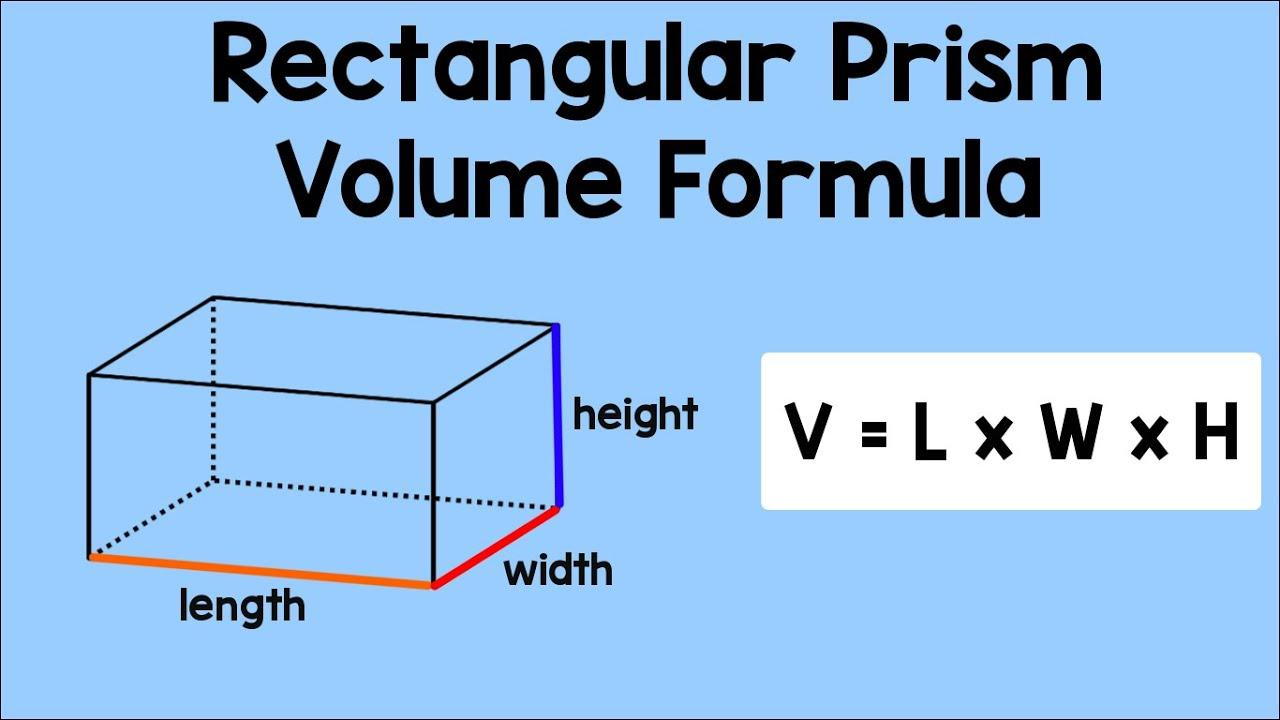 Rectangular Prism
Volume Formula
height
V = L x W x H
width
length